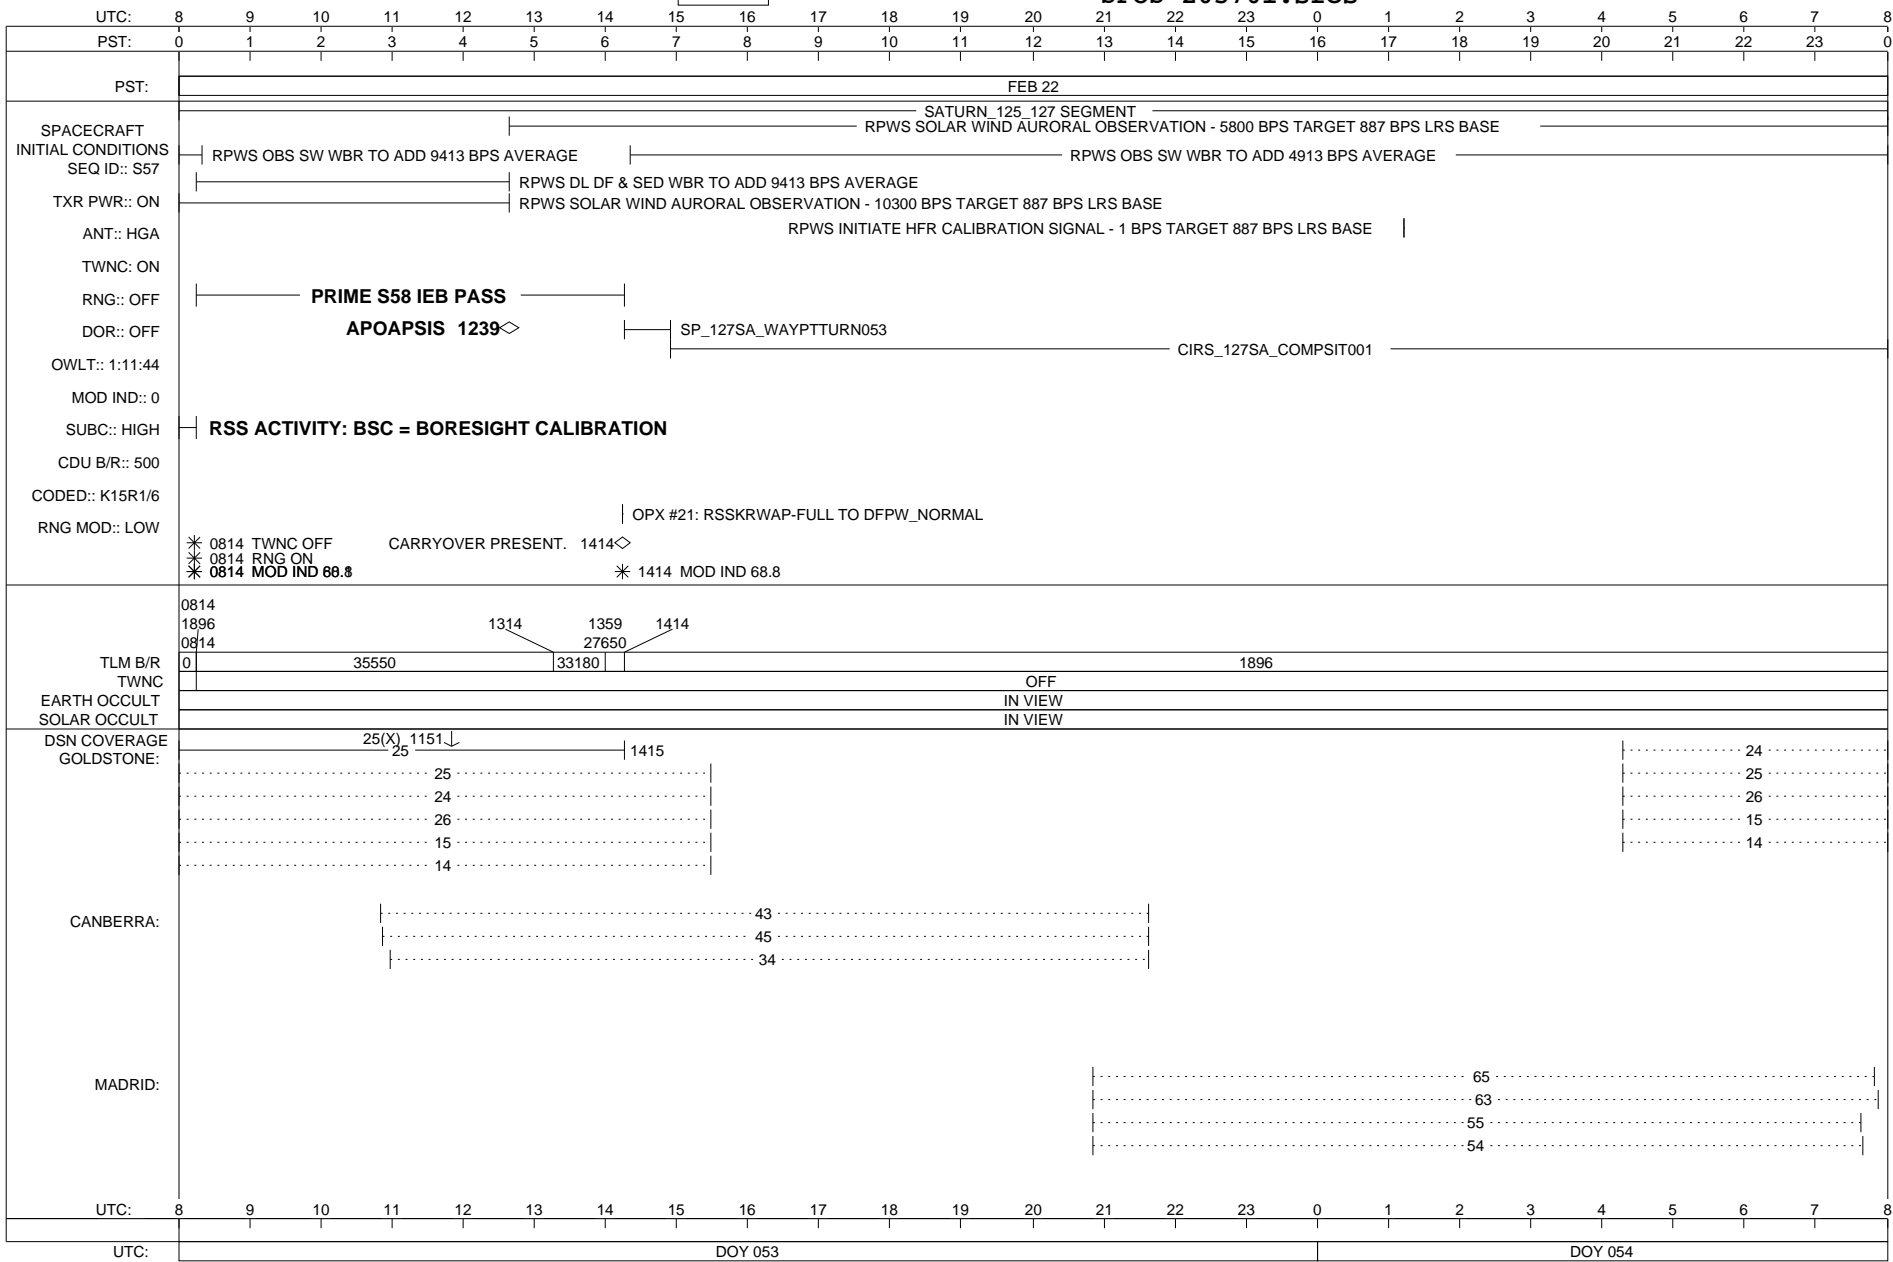 UTC: 8 9 10 11 12 13 14 15 16 17 18 19 20 21 22 23 0 1 2 3 4 5 6 7 8
PST: 0 1 2 3 4 5 6 7 8 9 10 11 12 13 14 15 16 17 18 19 20 21 22 23 0
PST: FEB 22
SATURN_125_127 SEGMENT
SPACECRAFT
INITIAL CONDITIONS
RPWS SOLAR WIND AURORAL OBSERVATION - 5800 BPS TARGET 887 BPS LRS BASE
RPWS OBS SW WBR TO ADD 9413 BPS AVERAGE
RPWS OBS SW WBR TO ADD 4913 BPS AVERAGE
SEQ ID:: S57
RPWS DL DF & SED WBR TO ADD 9413 BPS AVERAGE
TXR PWR:: ON
RPWS SOLAR WIND AURORAL OBSERVATION - 10300 BPS TARGET 887 BPS LRS BASE
ANT:: HGA
RPWS INITIATE HFR CALIBRATION SIGNAL - 1 BPS TARGET 887 BPS LRS BASE
TWNC: ON
RNG:: OFF
PRIME S58 IEB PASS
DOR:: OFF
APOAPSIS 1239
SP_127SA_WAYPTTURN053
CIRS_127SA_COMPSIT001
OWLT:: 1:11:44
MOD IND:: 0
SUBC:: HIGH
RSS ACTIVITY: BSC = BORESIGHT CALIBRATION
CDU B/R:: 500
CODED:: K15R1/6
OPX #21: RSSKRWAP-FULL TO DFPW_NORMAL
RNG MOD:: LOW
0814 TWNC OFF
CARRYOVER PRESENT. 1414
0814 RNG ON
0814 MOD IND
1414 MOD IND 68.8
0814
1896 1314 1359 1414
0814 27650
TLM B/R 0 35550 33180 1896
TWNC OFF
EARTH OCCULT IN VIEW
SOLAR OCCULT IN VIEW
DSN COVERAGE
25(X) 1151
GOLDSTONE: 25 1415 24
25 25
24 26
26 15
15 14
14
CANBERRA: 43
45
34
MADRID: 65
63
55
54
UTC: 8 9 10 11 12 13 14 15 16 17 18 19 20 21 22 23 0 1 2 3 4 5 6 7 8
UTC: DOY 053 DOY 054